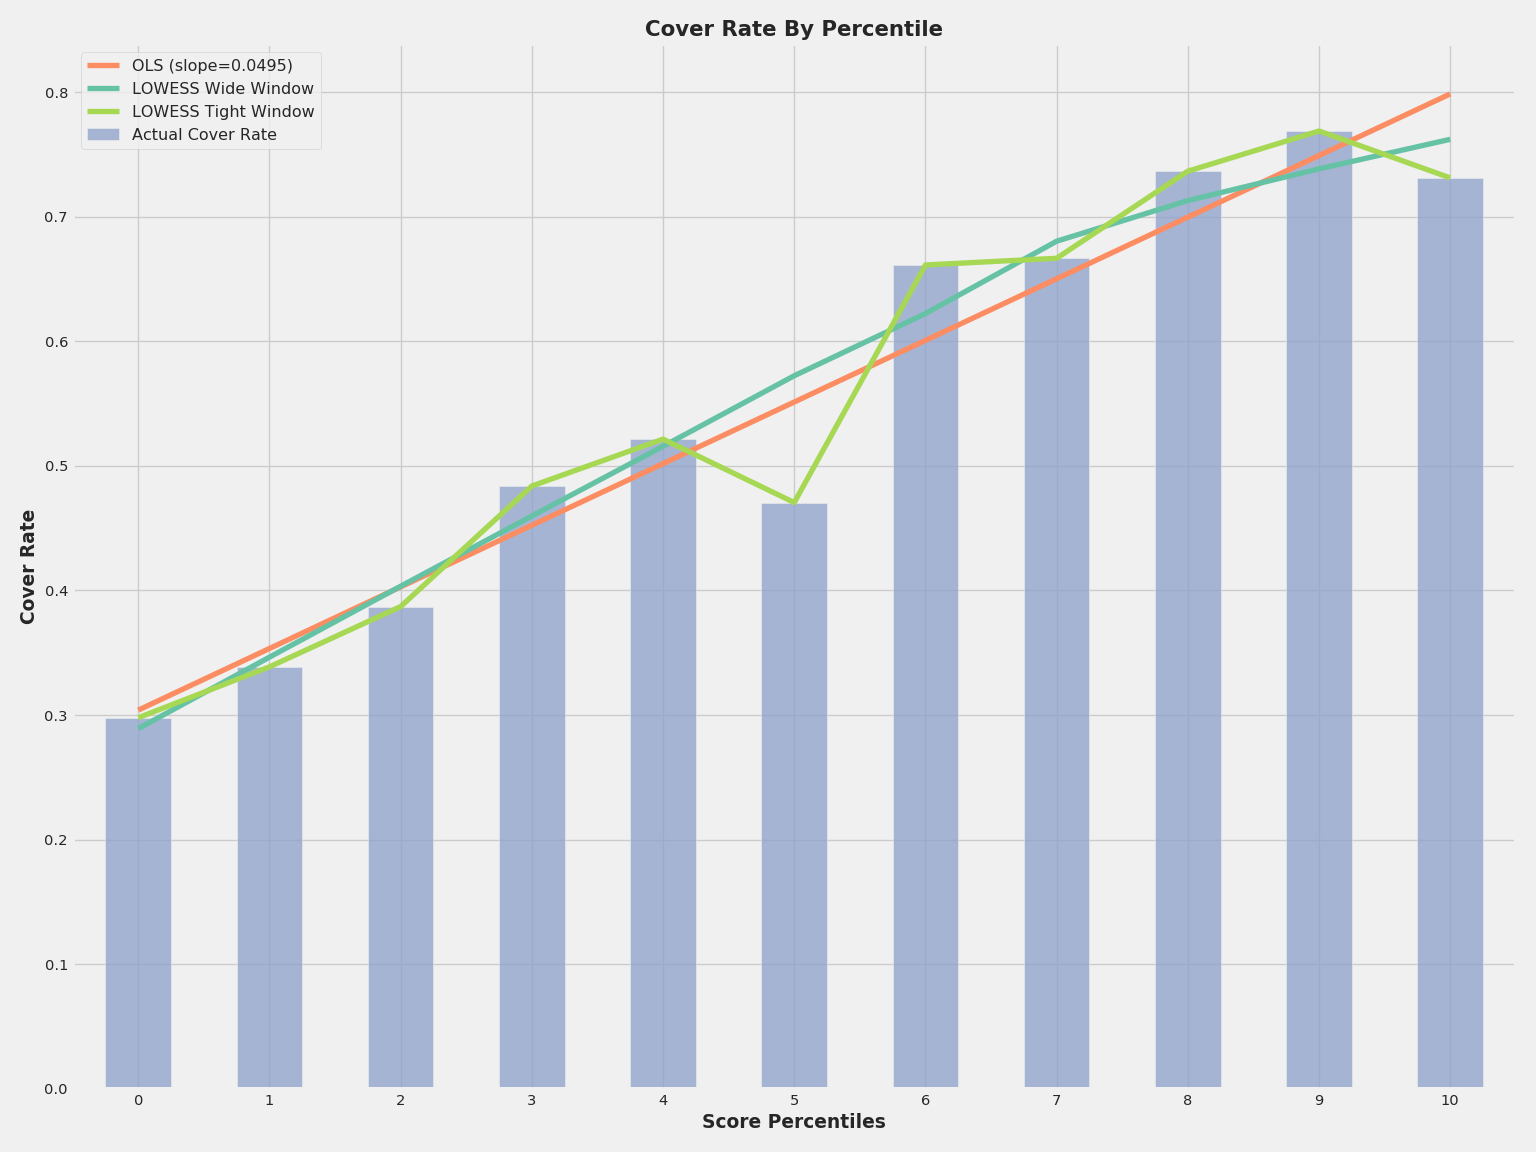 Cover Rate By Percentile
OLS (slope=0.0495)
LOWESS Wide Window
LOWESS Tight Window
Actual Cover Rate
Cover Rate
0.8
0.7
0.6
0.5
0.4
0.3
0.2
0.1
0.0
0 1 2 3 4 5 6 7 8 9 10
Score Percentiles